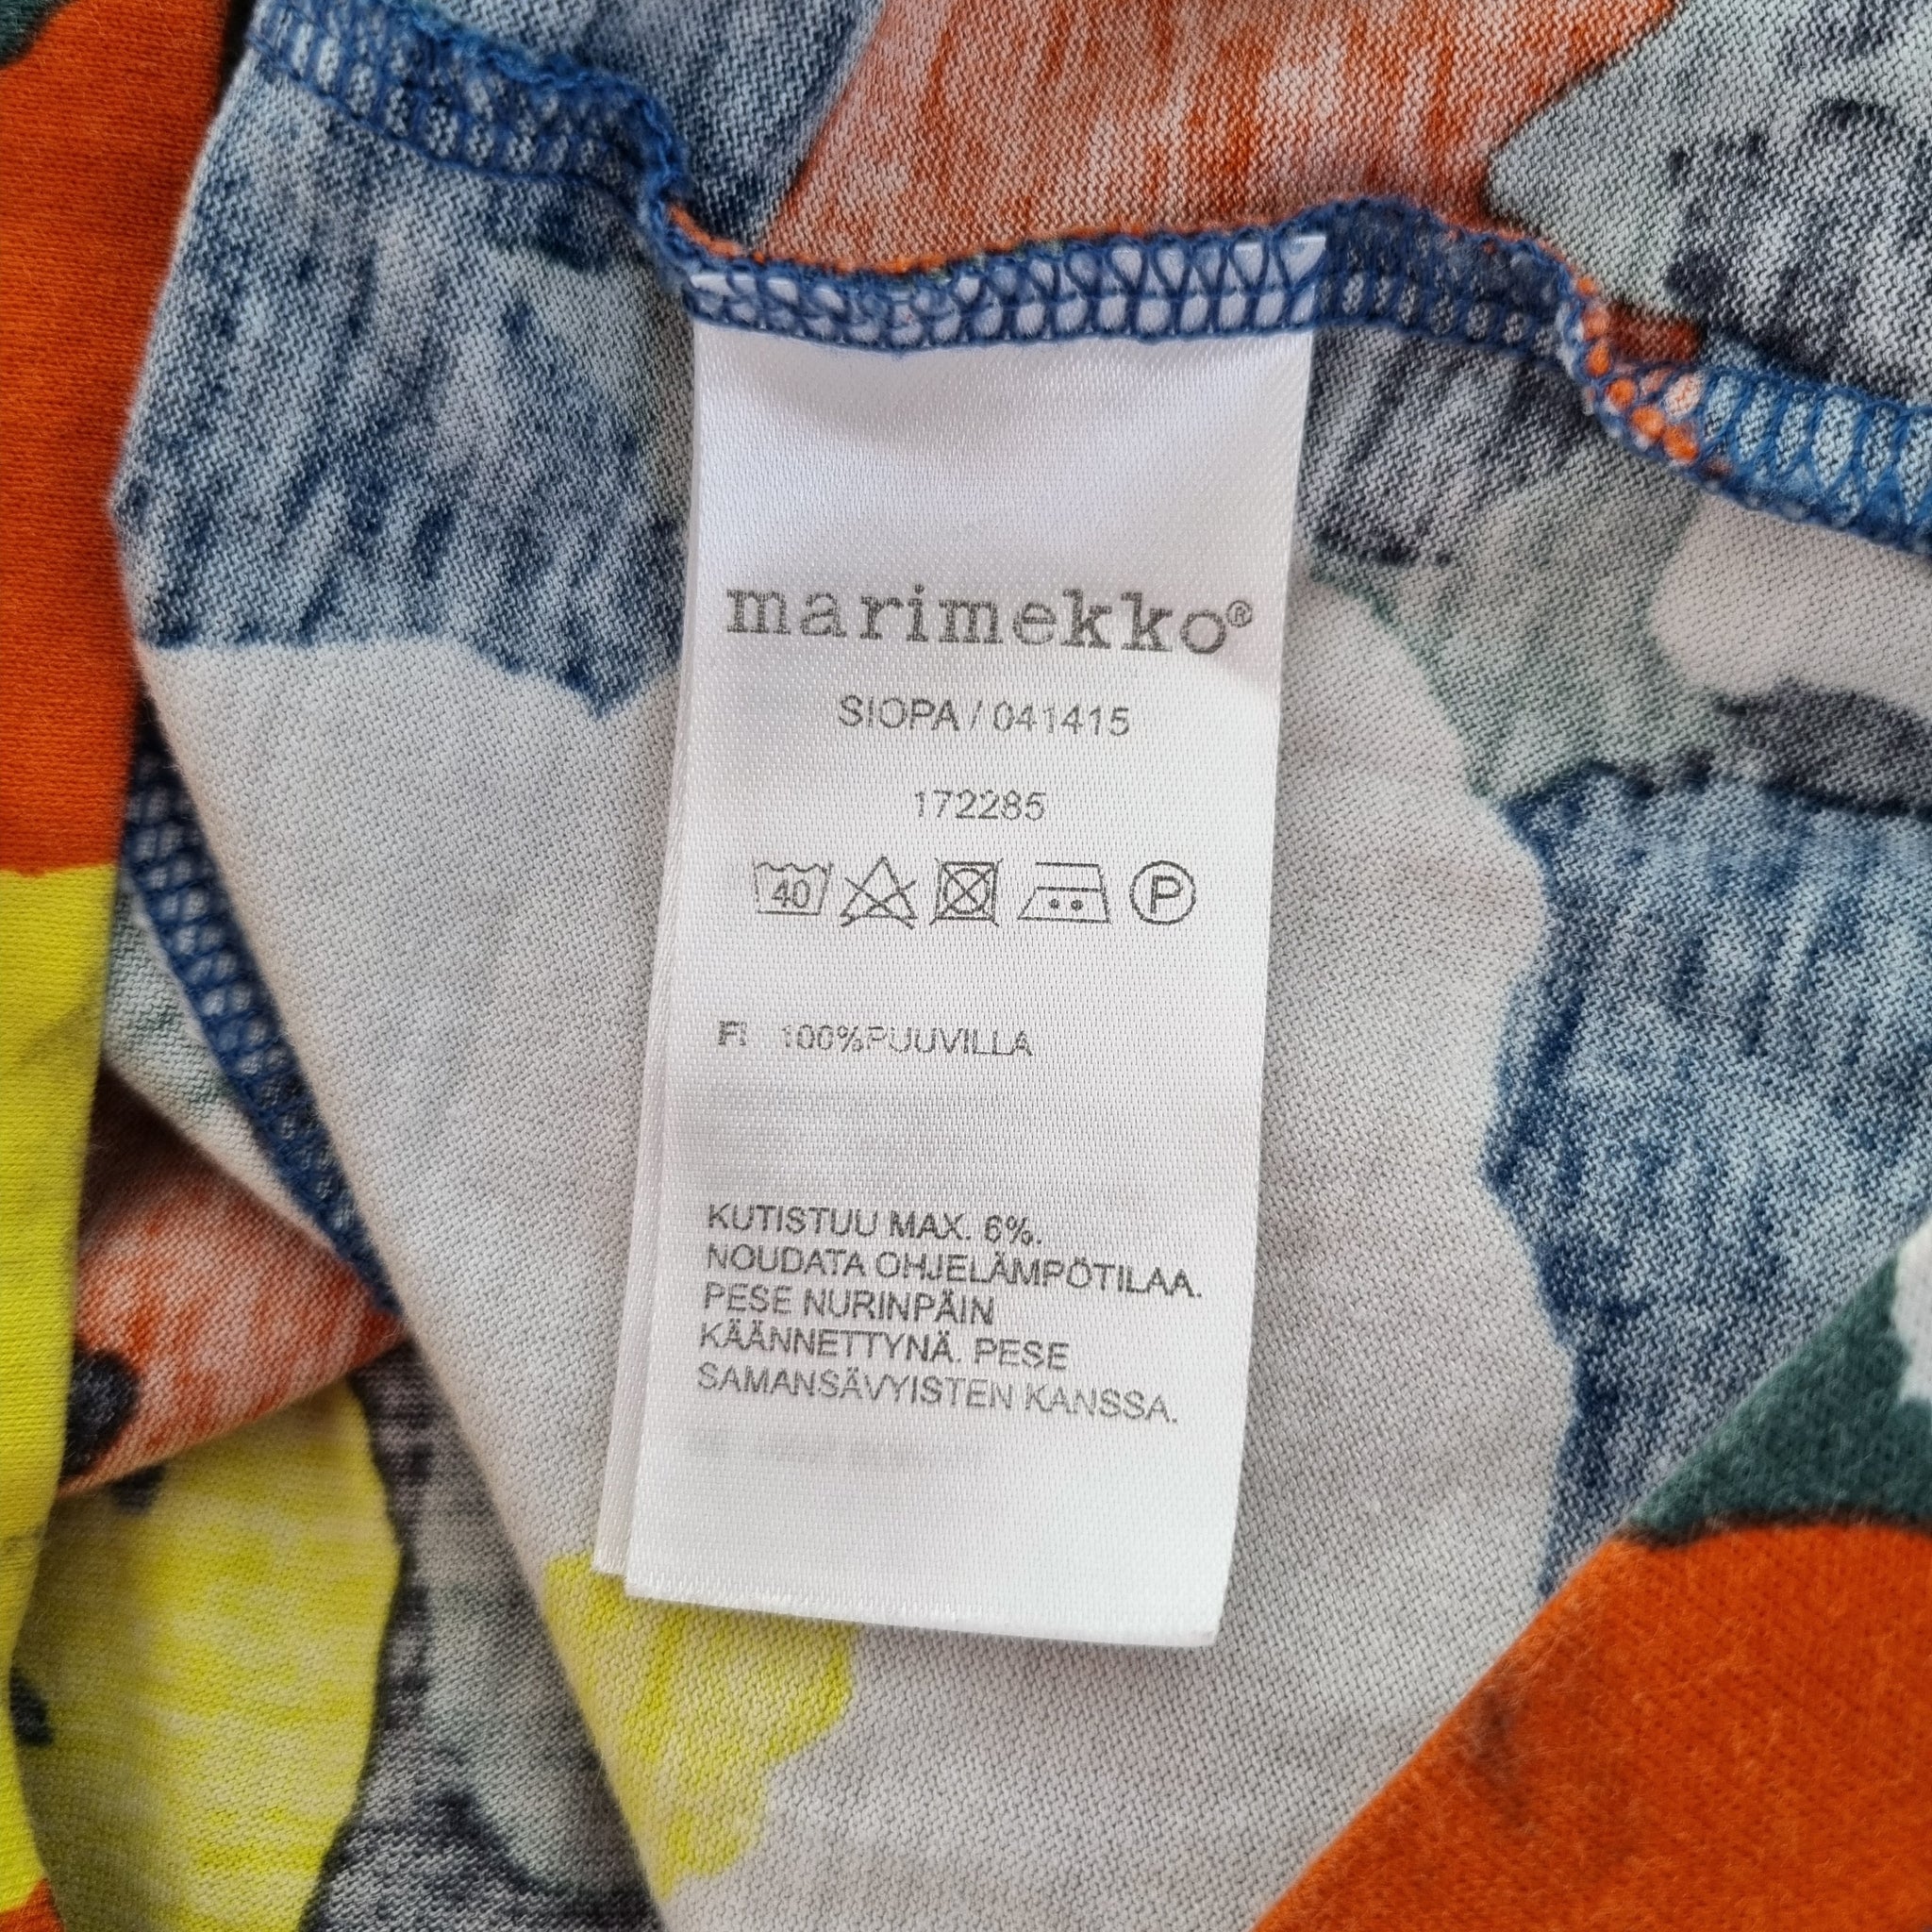 marimekko®
SIOPA / 041415
172285
40 P
FI 100%PUUVILLA
KUTISTUU MAX. 6%.
NOUDATA OHJELÄMPÖTILAA.
PESE NURINPÄIN
KÄÄNNETTYNÄ. PESE
SAMANSÄVYISTEN KANSSA.